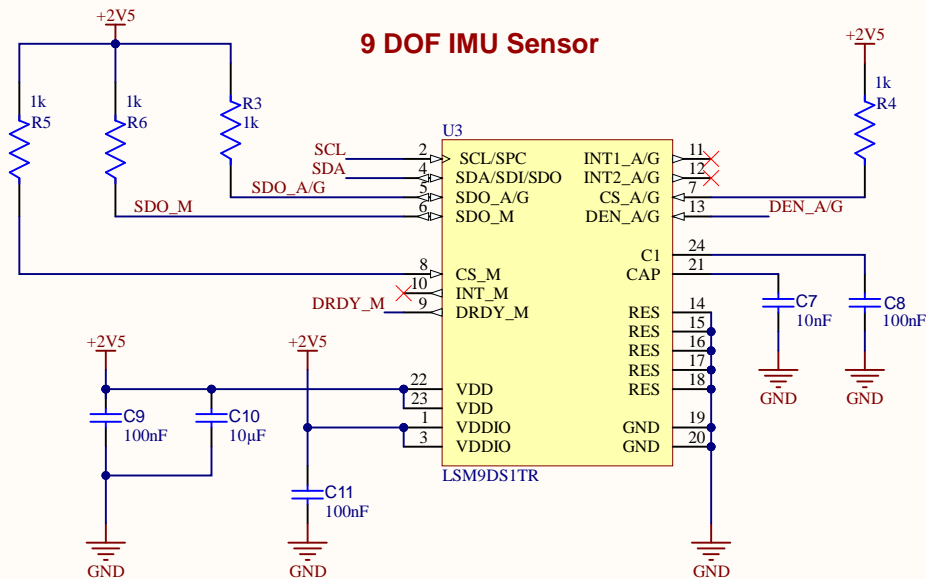 +2V5
9 DOF IMU Sensor
+2V5
1k
R5
1k
R6
R3
1k
1k
R4
U3
SCL
2
SCL/SPC
INT1_A/G
11
SDA
4
SDA/SDI/SDO
INT2_A/G
12
SDO_A/G
5
SDO_A/G
CS_A/G
7
SDO_M
6
SDO_M
DEN_A/G
13
DEN_A/G
C1
24
8
CS_M
CAP
21
10
INT_M
DRDY_M
9
DRDY_M
C7
10nF
C8
100nF
RES
14
RES
15
RES
16
RES
17
RES
18
GND
19
GND
20
GND
GND
+2V5
+2V5
22
VDD
23
VDD
1
VDDIO
3
VDDIO
C9
100nF
C10
10µF
LSM9DS1TR
C11
100nF
GND
GND
GND